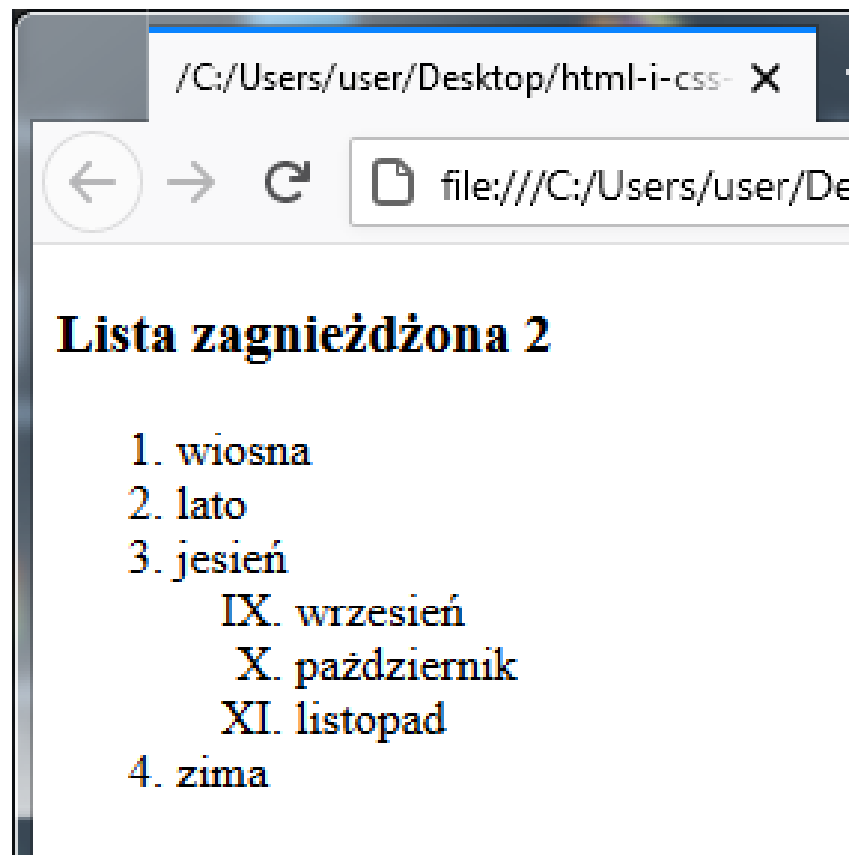 /C:/Users/user/Desktop/html-i-css-
file:///C:/Users/user/De
Lista zagnieżdżona 2
1. wiosna
2. lato
3. jesień
IX. wrzesień
X. październik
XI. listopad
4. zima